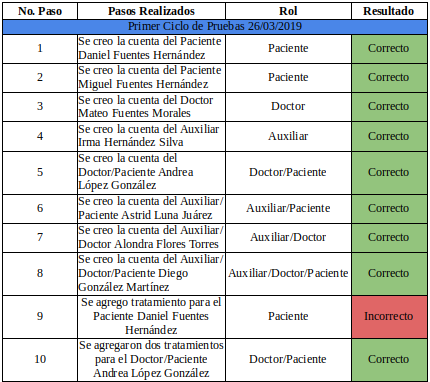 No. Paso Pasos Realizados Rol Resultado
Primer Ciclo de Pruebas 26/03/2019
1 Se creo la cuenta del Paciente Daniel Fuentes Hernández Paciente Correcto
2 Se creo la cuenta del Paciente Miguel Fuentes Hernández Paciente Correcto
3 Se creo la cuenta del Doctor Mateo Fuentes Morales Doctor Correcto
4 Se creo la cuenta del Auxiliar Irma Hernández Silva Auxiliar Correcto
5 Se creo la cuenta del Doctor/Paciente Andrea López González Doctor/Paciente Correcto
6 Se creo la cuenta del Auxiliar/ Paciente Astrid Luna Juárez Auxiliar/Paciente Correcto
7 Se creo la cuenta del Auxiliar/ Doctor Alondra Flores Torres Auxiliar/Doctor Correcto
8 Se creo la cuenta del Auxiliar/ Doctor/Paciente Diego González Martínez Auxiliar/Doctor/Paciente Correcto
9 Se agrego tratamiento para el Paciente Daniel Fuentes Hernández Paciente Incorrecto
10 Se agregaron dos tratamientos para el Doctor/Paciente Andrea López González Doctor/Paciente Correcto